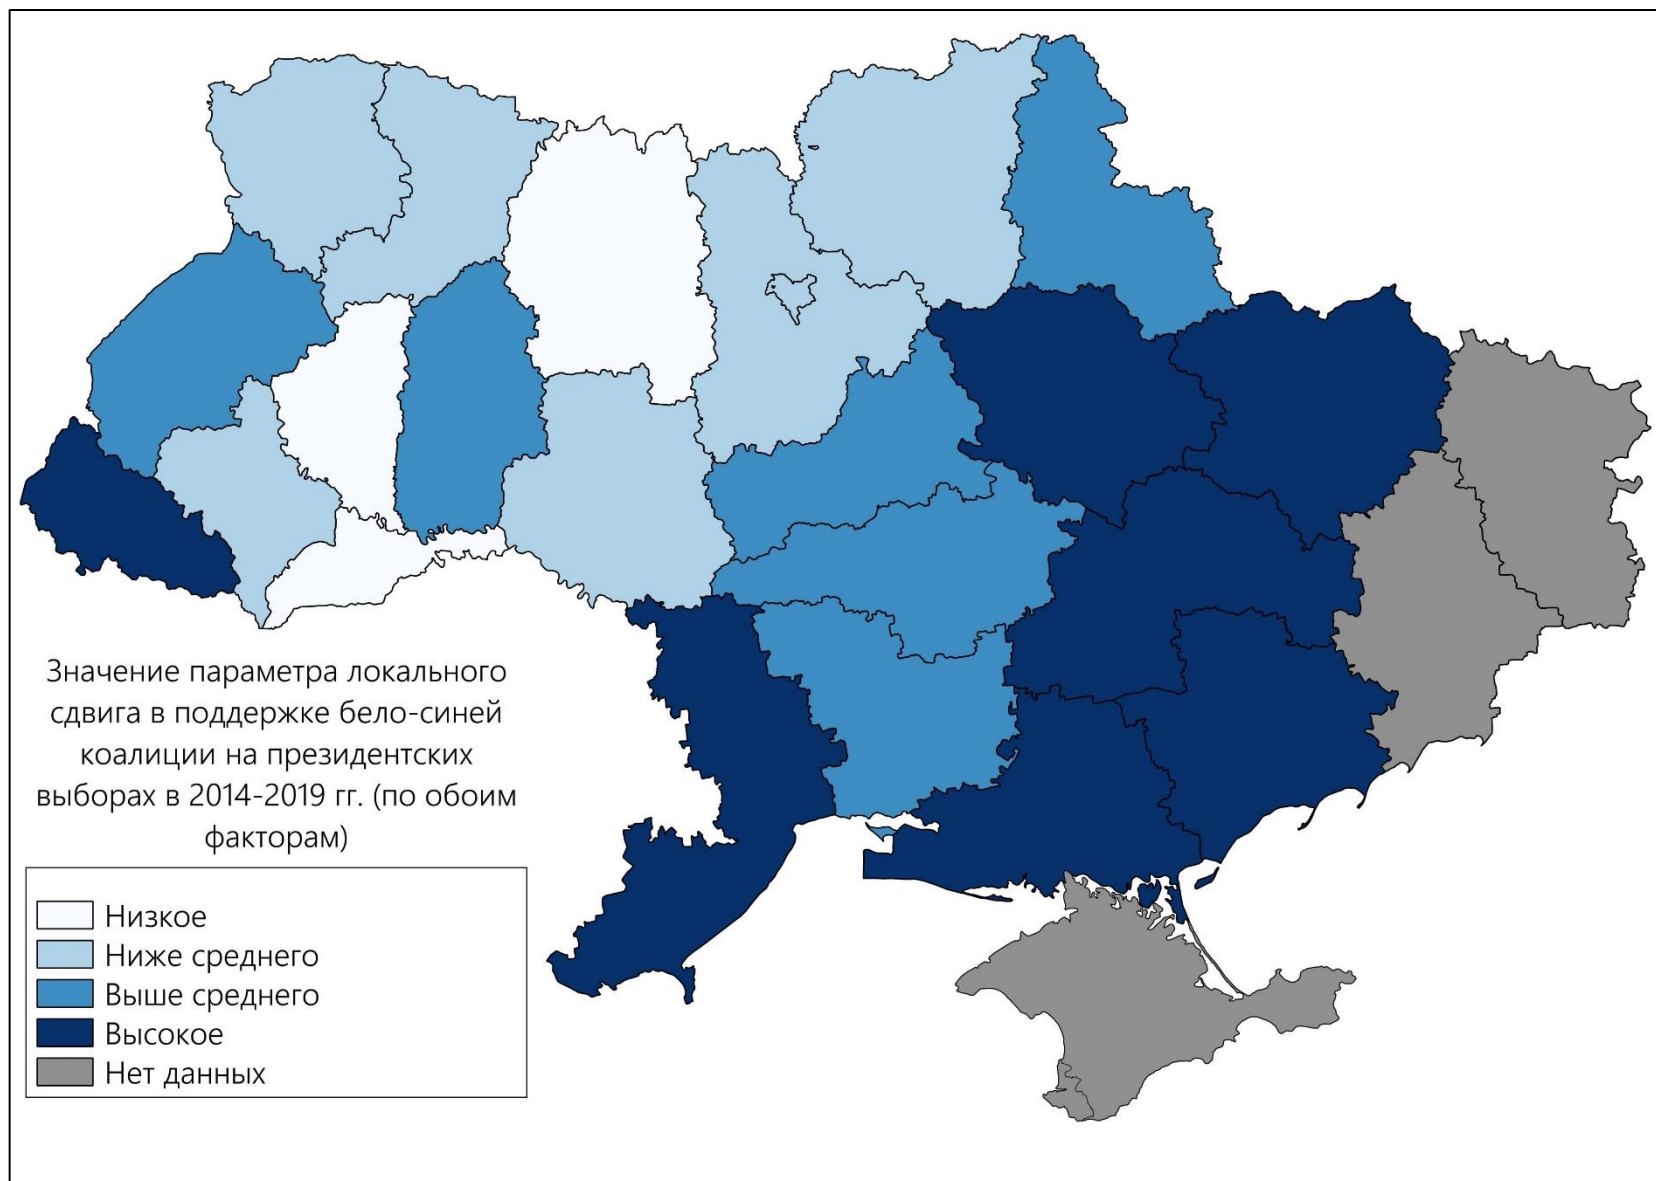 Значение параметра локального
сдвига в поддержке бело-синей
коалиции на президентских
выборах в 2014-2019 гг. (по обоим
факторам)
Низкое
Ниже среднего
Выше среднего
Высокое
Нет данных